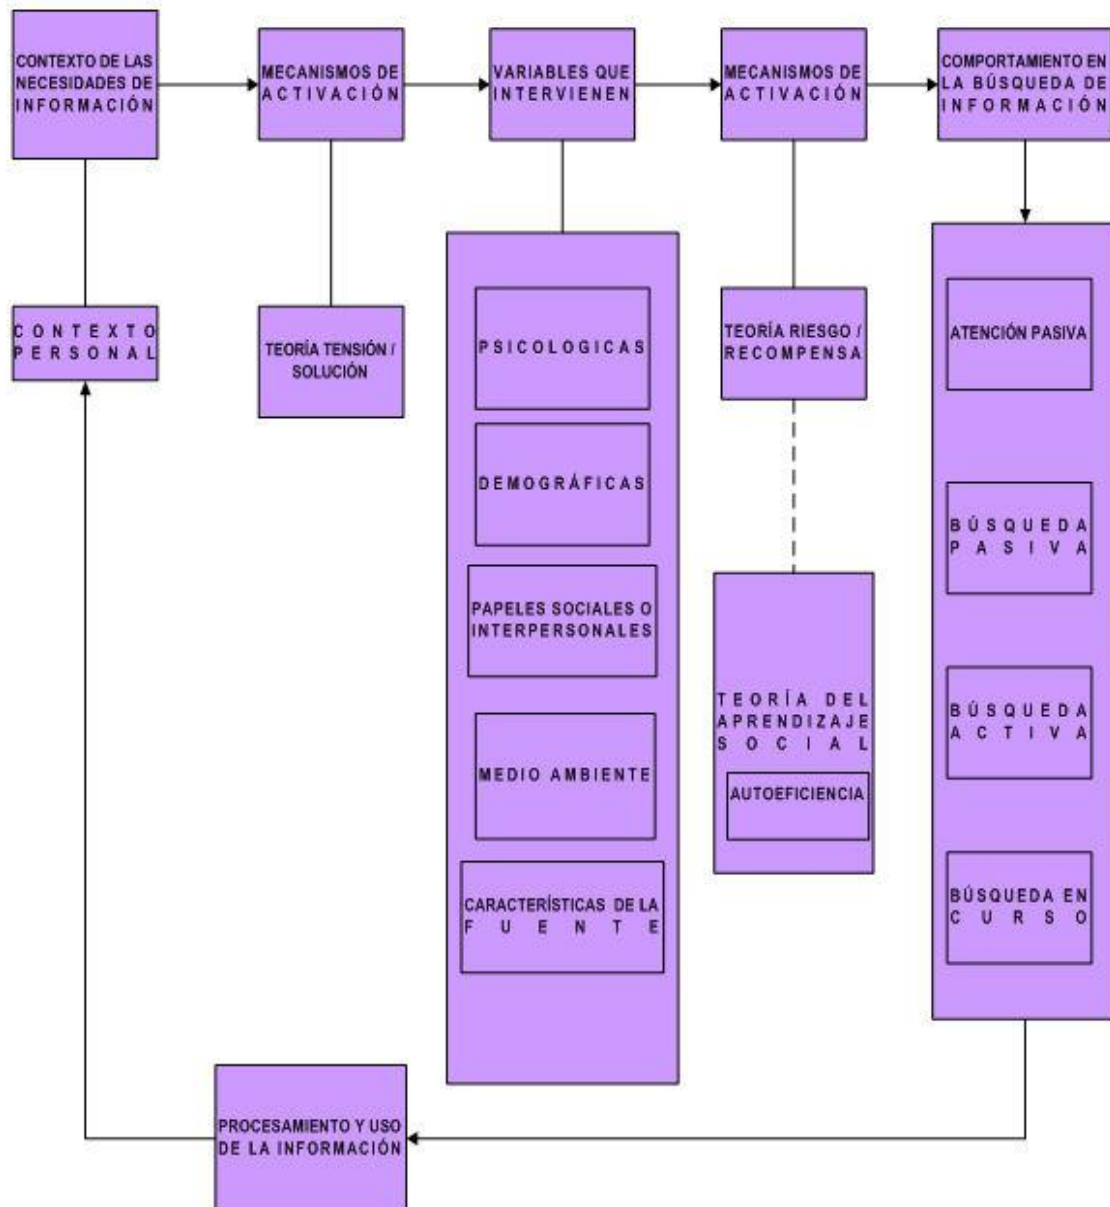 CONTEXTO DE LAS
NECESIDADES DE
INFORMACIÓN
MECANISMOS DE
ACTIVACIÓN
VARIABLES QUE
INTERVIENEN
MECANISMOS DE
ACTIVACIÓN
COMPORTAMIENTO EN
LA BÚSQUEDA DE
INFORMACIÓN
CONTEXTO
PERSONAL
TEORÍA TENSIÓN /
SOLUCIÓN
PSICOLOGICAS
DEMOGRÁFICAS
PAPELES SOCIALES O
INTERPERSONALES
MEDIO AMBIENTE
CARACTERÍSTICAS DE LA
FUENTE
TEORÍA RIESGO /
RECOMPENSA
TEORÍA DEL
APRENDIZAJE
SOCIAL
AUTOEFICIENCIA
ATENCIÓN PASIVA
BÚSQUEDA
PASIVA
BÚSQUEDA
ACTIVA
BÚSQUEDA EN
CURSO
PROCESAMIENTO Y USO
DE LA INFORMACIÓN